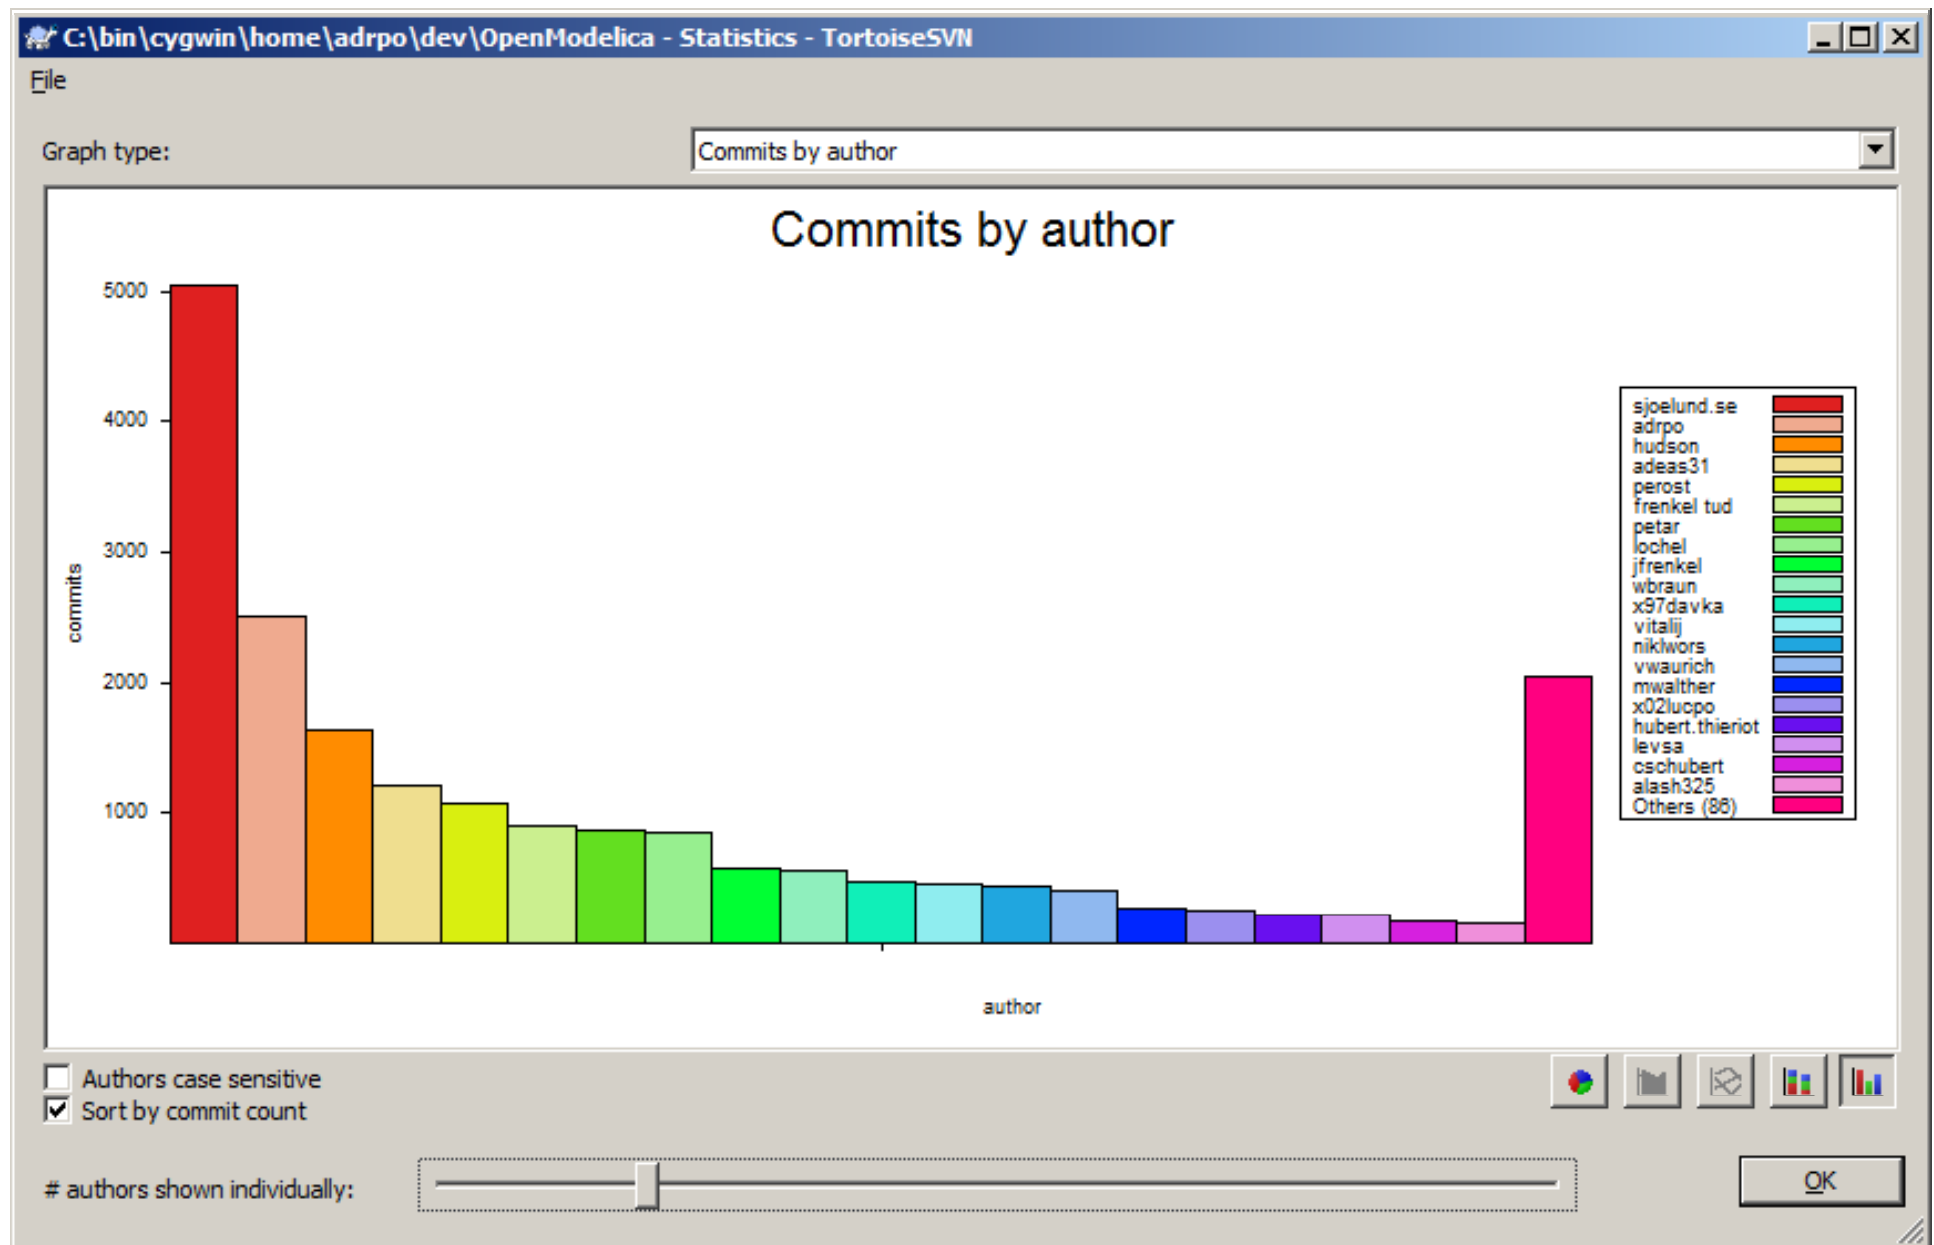 C:\bin\cygwin\home\adrpo\dev\OpenModelica - Statistics - TortoiseSVN
File
Graph type:
Commits by author
Commits by author
5000
4000
3000
2000
1000
commits
author
sjoelund.se
adrpo
hudson
adeas31
perost
frenkel tud
petar
lochel
jfrenkel
wbraun
x97davka
vitalij
niklwors
vwaurich
mwalther
x02lucpo
hubert.thieriot
levsa
cschubert
alash325
Others (86)
Authors case sensitive
Sort by commit count
# authors shown individually:
OK